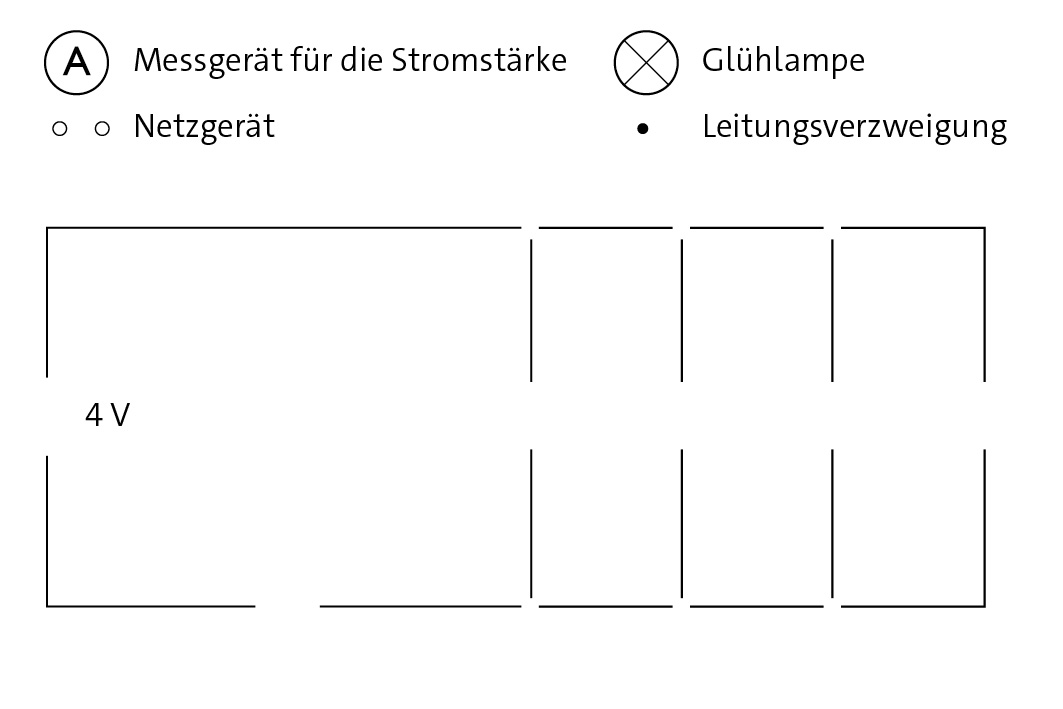 A Messgerät für die Stromstärke
Glühlampe
Netzgerät
Leitungsverzweigung
4 V